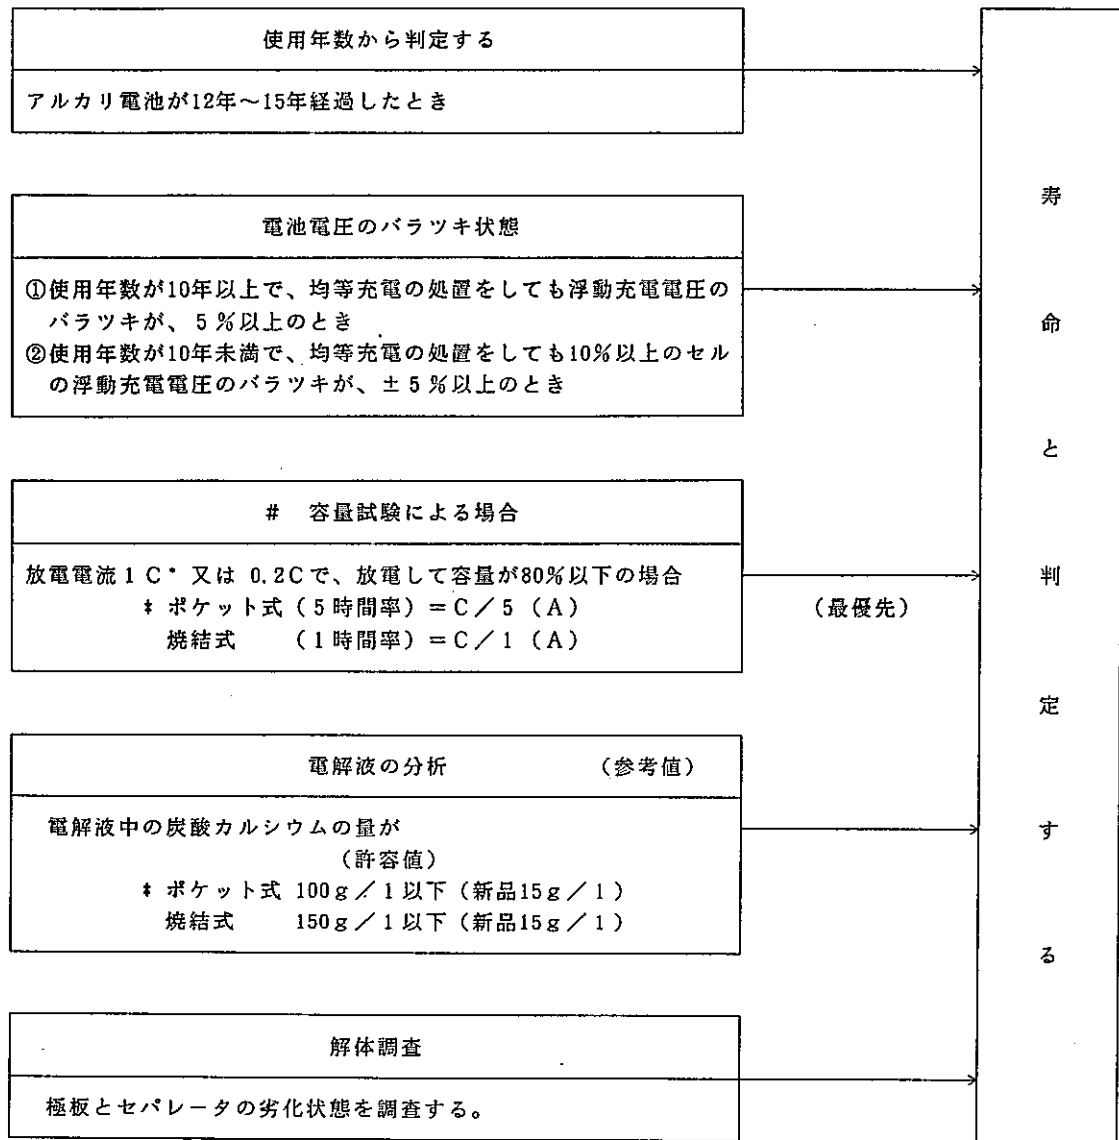 使用年数から判定する
アルカリ電池が12年～15年経過したとき
電池電圧のバラツキ状態
①使用年数が10年以上で、均等充電の処置をしても浮動充電電圧の
バラツキが、5％以上のとき
②使用年数が10年未満で、均等充電の処置をしても10％以上のセル
の浮動充電電圧のバラツキが、±5％以上のとき
＃　容量試験による場合
放電電流1C* 又は 0.2Cで、放電して容量が80％以下の場合
* ポケット式（5時間率）＝C／5（A）
焼結式　（1時間率）＝C／1（A）
（最優先）
電解液の分析　（参考値）
電解液中の炭酸カルシウムの量が
（許容値）
* ポケット式 100g／1以下（新品15g／1）
焼結式　150g／1以下（新品15g／1）
解体調査
極板とセパレータの劣化状態を調査する。
寿命と判定する